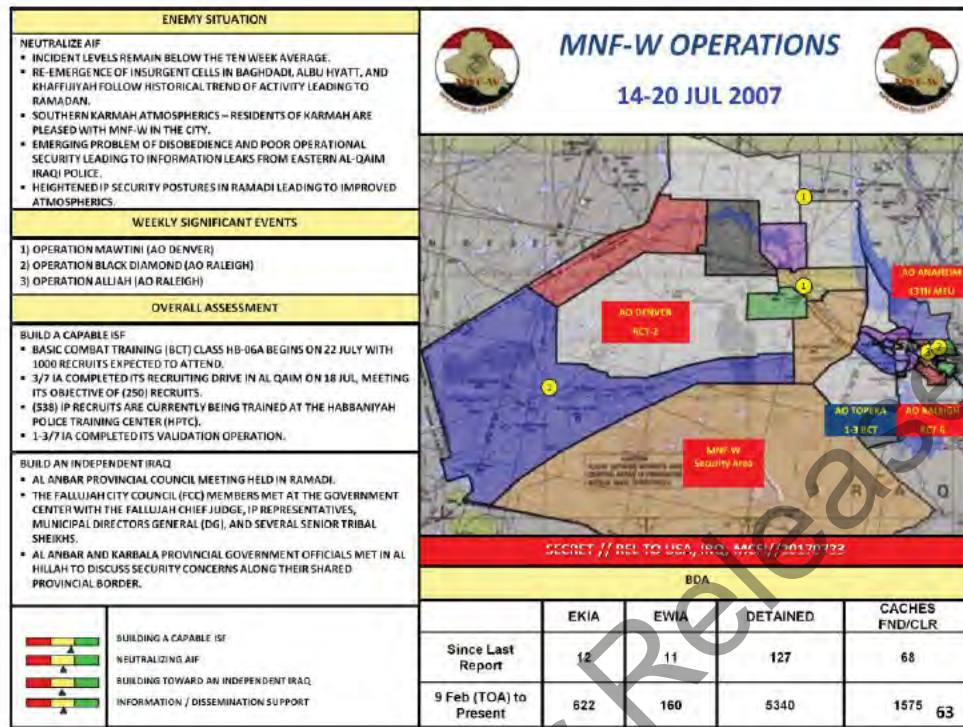 ENEMY SITUATION
NEUTRALIZE AIF
▪ INCIDENT LEVELS REMAIN BELOW THE TEN WEEK AVERAGE.
▪ RE-EMERGENCE OF INSURGENT CELLS IN BAGHDADI, ALBU HYATT, AND
KHAFFIJIYAH FOLLOW HISTORICAL TREND OF ACTIVITY LEADING TO
RAMADAN.
▪ SOUTHERN KARMAH ATMOSPHERICS – RESIDENTS OF KARMAH ARE
PLEASED WITH MNF-W IN THE CITY.
▪ EMERGING PROBLEM OF DISOBEDIENCE AND POOR OPERATIONAL
SECURITY LEADING TO INFORMATION LEAKS FROM EASTERN AL-QAIM
IRAQI POLICE.
▪ HEIGHTENED IP SECURITY POSTURES IN RAMADI LEADING TO IMPROVED
ATMOSPHERICS.
WEEKLY SIGNIFICANT EVENTS
1) OPERATION MAWTINI (AO DENVER)
2) OPERATION BLACK DIAMOND (AO RALEIGH)
3) OPERATION ALLJAH (AO RALEIGH)
OVERALL ASSESSMENT
BUILD A CAPABLE ISF
▪ BASIC COMBAT TRAINING (BCT) CLASS HB-06A BEGINS ON 22 JULY WITH
1000 RECRUITS EXPECTED TO ATTEND.
▪ 3/7 IA COMPLETED ITS RECRUITING DRIVE IN AL QAIM ON 18 JUL, MEETING
ITS OBJECTIVE OF (250) RECRUITS.
▪ (538) IP RECRUITS ARE CURRENTLY BEING TRAINED AT THE HABBANIYAH
POLICE TRAINING CENTER (HPTC).
▪ 1-3/7 IA COMPLETED ITS VALIDATION OPERATION.
BUILD AN INDEPENDENT IRAQ
▪ AL ANBAR PROVINCIAL COUNCIL MEETING HELD IN RAMADI.
▪ THE FALLUJAH CITY COUNCIL (FCC) MEMBERS MET AT THE GOVERNMENT
CENTER WITH THE FALLUJAH CHIEF JUDGE, IP REPRESENTATIVES,
MUNICIPAL DIRECTORS GENERAL (DG), AND SEVERAL SENIOR TRIBAL
SHEIKHS.
▪ AL ANBAR AND KARBALA PROVINCIAL GOVERNMENT OFFICIALS MET IN AL
HILLAH TO DISCUSS SECURITY CONCERNS ALONG THEIR SHARED
PROVINCIAL BORDER.
BUILDING A CAPABLE ISF
NEUTRALIZING AIF
BUILDING TOWARD AN INDEPENDENT IRAQ
INFORMATION / DISSEMINATION SUPPORT
MNF-W OPERATIONS
14-20 JUL 2007
MNF-W
MNF-W
1
1
AO ANAHEIM
13TH MEU
AO DENVER
RCT-2
AO TOPEKA
1-3 BCT
AO RALEIGH
RCT 6
MNF-W
Security Area
R A Q
SECRET // REL TO USA, IRQ, MCFI//20170723
BDA
EKIA EWIA DETAINED CACHES
FND/CLR
Since Last
Report 12 11 127 68
9 Feb (TOA) to
Present 622 160 5340 1575
63
Release